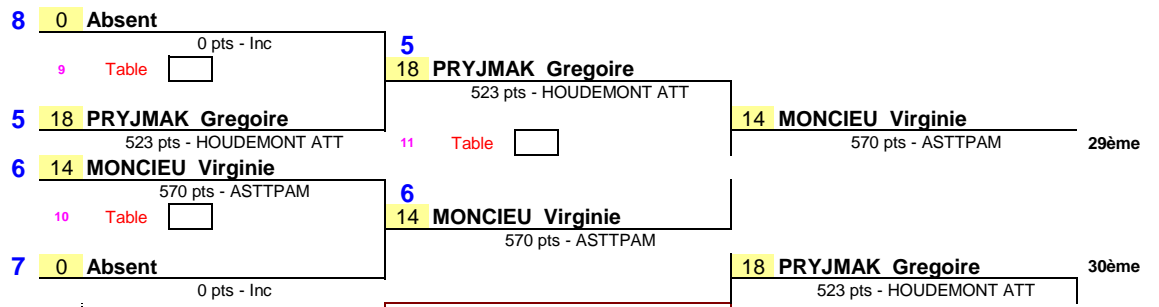 8 0 Absent
0 pts - Inc
5
9 Table
18 PRYJMAK Gregoire
523 pts - HOUDEMONT ATT
5 18 PRYJMAK Gregoire
14 MONCIEU Virginie
523 pts - HOUDEMONT ATT
11 Table
570 pts - ASTTPAM
29ème
6 14 MONCIEU Virginie
570 pts - ASTTPAM
6
10 Table
14 MONCIEU Virginie
570 pts - ASTTPAM
7 0 Absent
18 PRYJMAK Gregoire
30ème
0 pts - Inc
523 pts - HOUDEMONT ATT